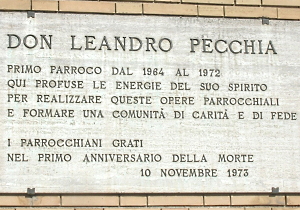 DON LEANDRO PECCHIA
PRIMO PARROCO DAL 1964 AL 1972
QUI PROFUSE LE ENERGIE DEL SUO SPIRITO
PER REALIZZARE QUESTE OPERE PARROCCHIALI
E FORMARE UNA COMUNITÀ DI CARITÀ E DI FEDE
I PARROCCHIANI GRATI
NEL PRIMO ANNIVERSARIO DELLA MORTE
10 NOVEMBRE 1973